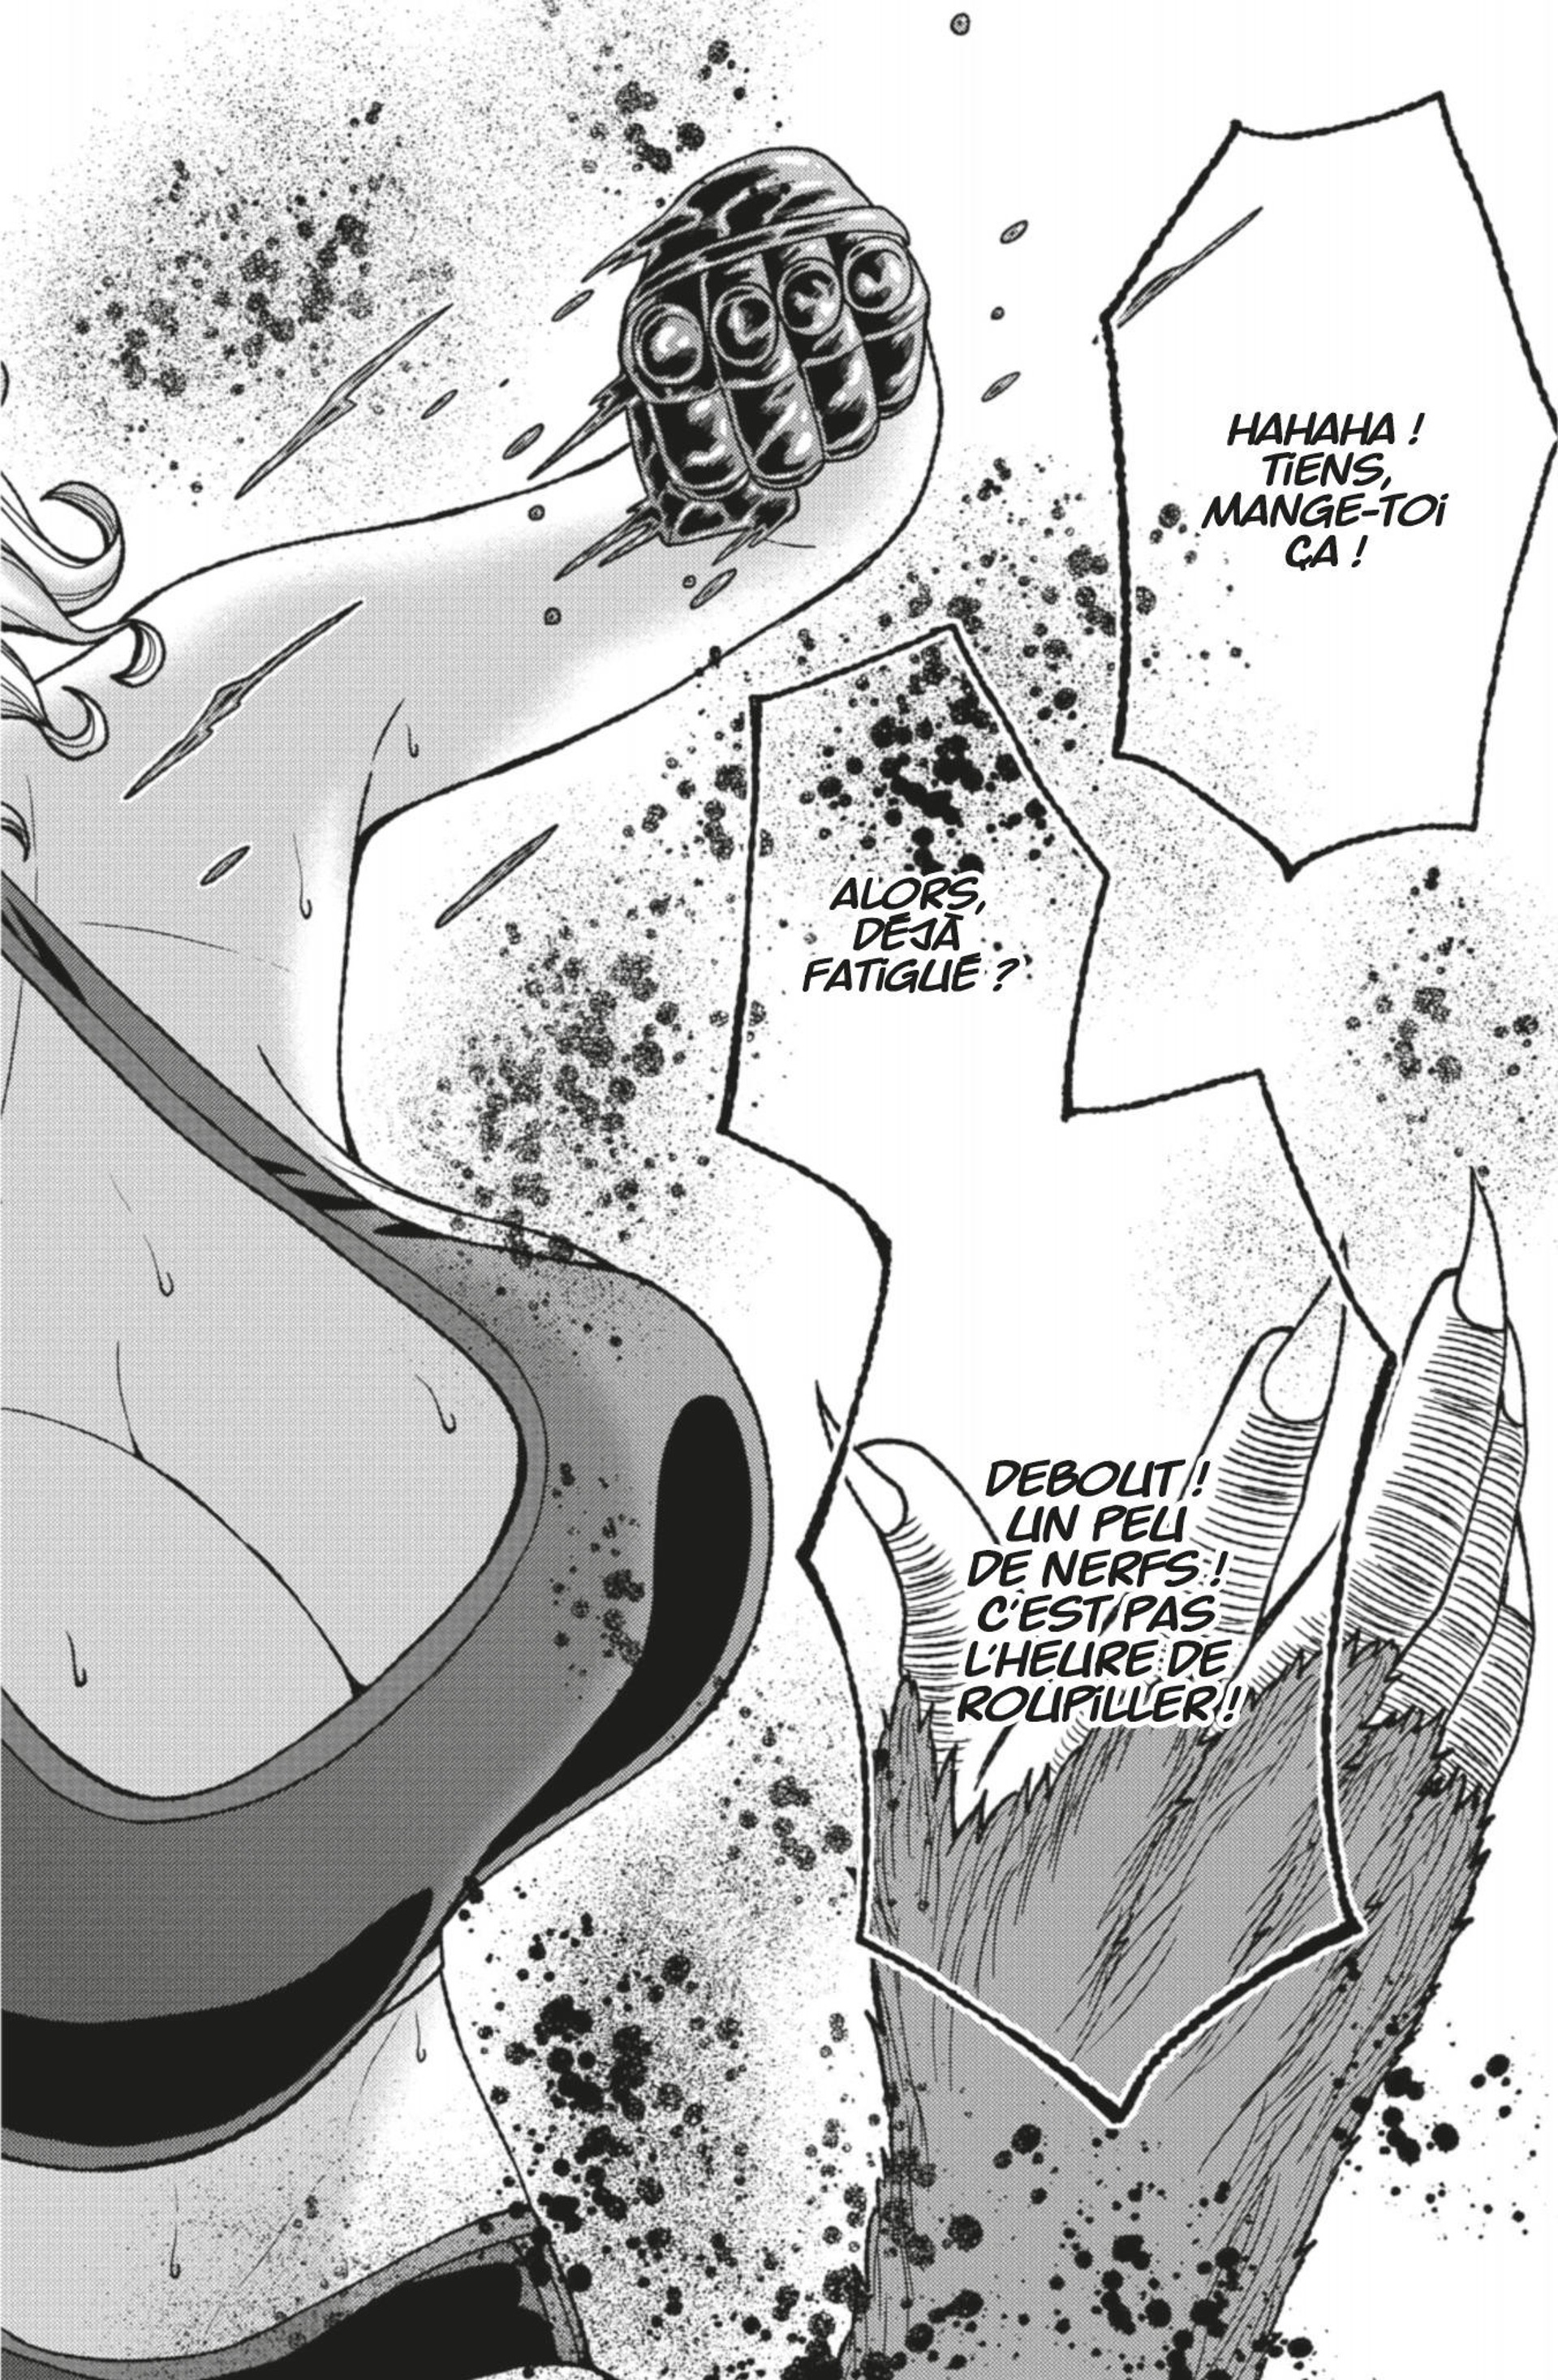 HAHAHA !
TiENS,
MANGE-TOi
ÇA !
ALORS,
DÉJÀ
FATiGUÉ ?
DEBOUT !
UN PEU
DE NERFS !
C'EST PAS
L'HEURE DE
ROUPiLLER !